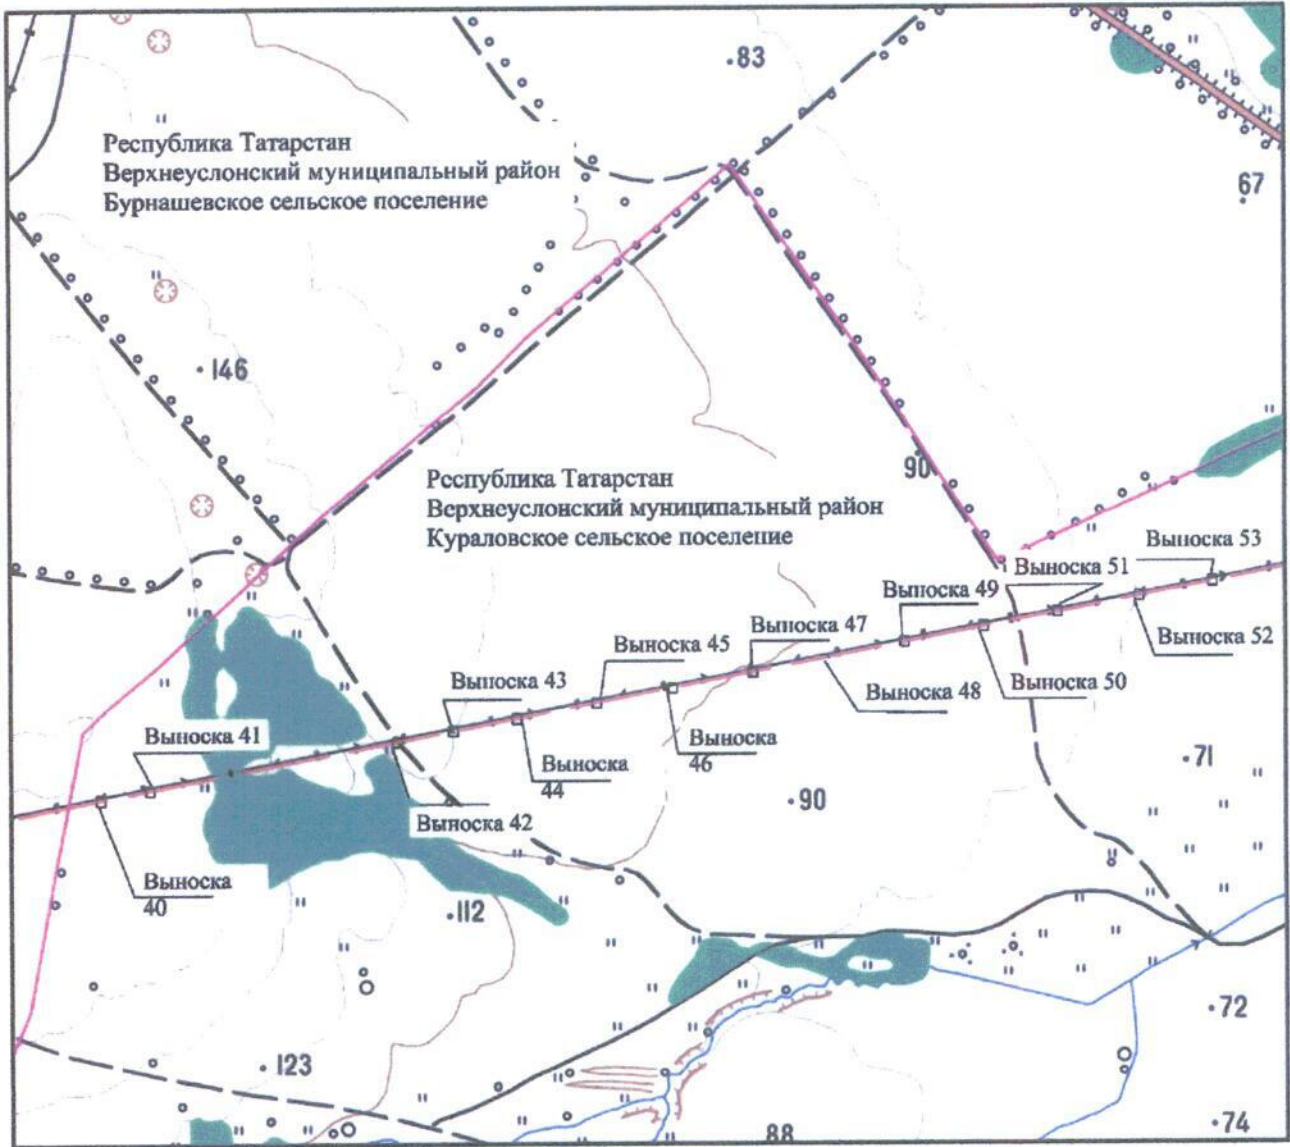 83
Республика Татарстан
Верхнеуслонский муниципальный район
Бурнашевское сельское поселение
67
146
Республика Татарстан
Верхнеуслонский муниципальный район
Кураловское сельское поселение
90
Выноска 53
Выноска 51
Выноска 49
Выноска 47
Выноска 45
Выноска 43
Выноска 41
Выноска 52
Выноска 50
Выноска 48
Выноска
46
Выноска
44
Выноска 42
Выноска
40
71
90
112
72
123
74
88